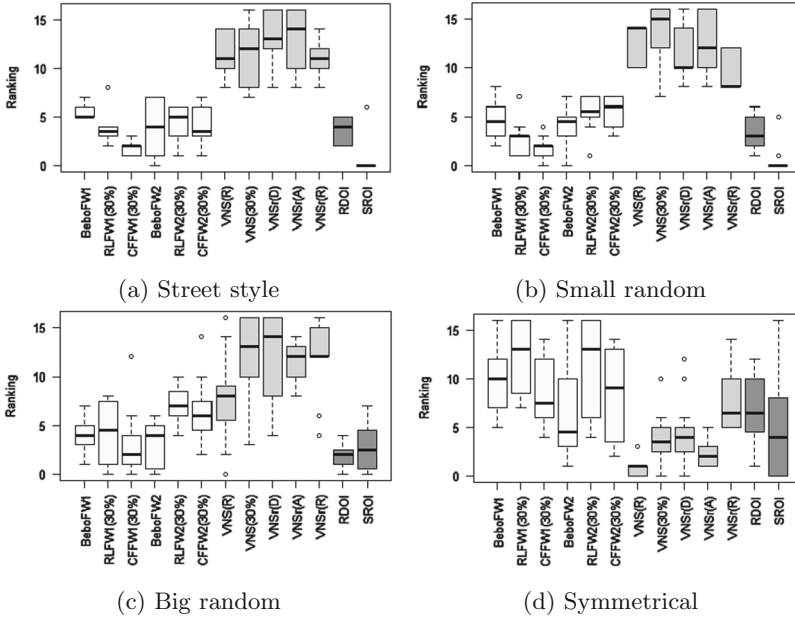 Ranking
15
10
5
0
BeboFW1
RLFW1(30%)
CFFW1(30%)
BeboFW2
RLFW2(30%)
CFFW2(30%)
VNS(R)
VNS(30%)
VNSr(D)
VNSr(A)
VNSr(R)
RDOI
SROI
(a) Street style
Ranking
15
10
5
0
BeboFW1
RLFW1(30%)
CFFW1(30%)
BeboFW2
RLFW2(30%)
CFFW2(30%)
VNS(R)
VNS(30%)
VNSr(D)
VNSr(A)
VNSr(R)
RDOI
SROI
(b) Small random
Ranking
15
10
5
0
BeboFW1
RLFW1(30%)
CFFW1(30%)
BeboFW2
RLFW2(30%)
CFFW2(30%)
VNS(R)
VNS(30%)
VNSr(D)
VNSr(A)
VNSr(R)
RDOI
SROI
(c) Big random
Ranking
15
10
5
0
BeboFW1
RLFW1(30%)
CFFW1(30%)
BeboFW2
RLFW2(30%)
CFFW2(30%)
VNS(R)
VNS(30%)
VNSr(D)
VNSr(A)
VNSr(R)
RDOI
SROI
(d) Symmetrical